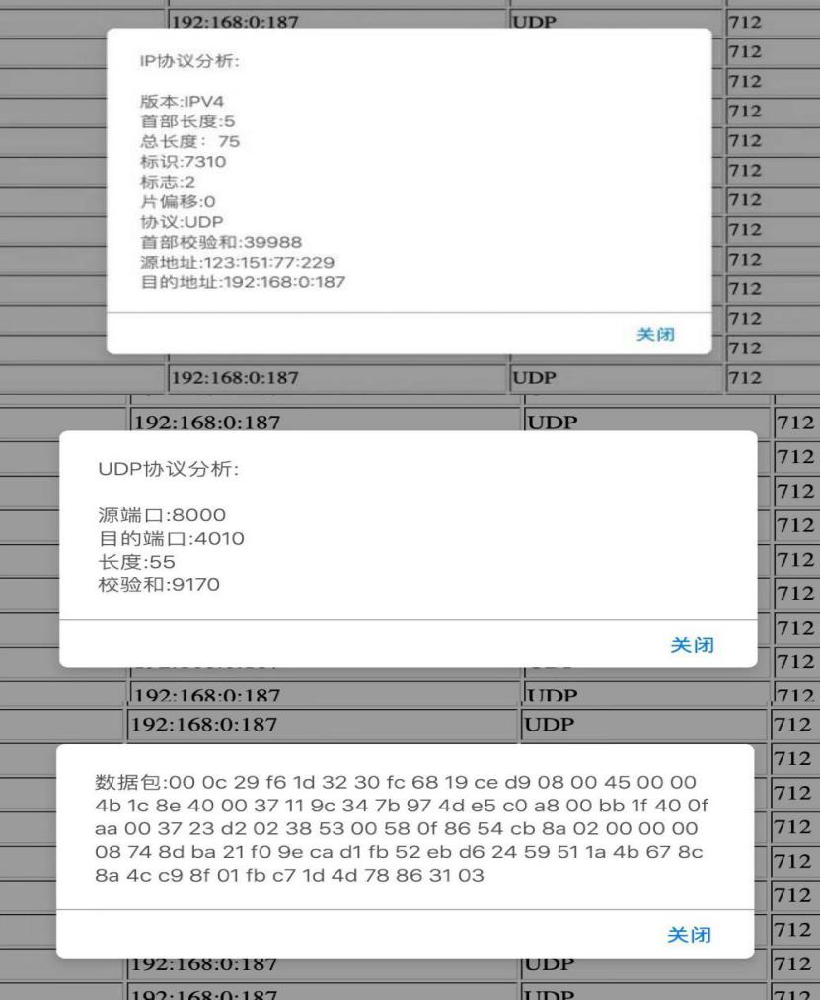 192:168:0:187 UDP 712
712
IP协议分析:
712
712
版本:IPV4
712
首部长度:5
总长度: 75
712
标识:7310
712
标志:2
片偏移:0
712
协议:UDP
712
首部校验和:39988
源地址:123:151:77:229
712
目的地址:192:168:0:187
712
712
关闭
712
192:168:0:187 UDP 712
192:168:0:187 UDP 712
712
UDP协议分析:
712
源端口:8000
712
目的端口:4010
长度:55
712
校验和:9170
712
712
关闭
712
192:168:0:187 UDP 712
192:168:0:187 UDP 712
712
数据包:00 0c 29 f6 1d 32 30 fc 68 19 ce d9 08 00 45 00 00
4b 1c 8e 40 00 37 11 9c 34 7b 97 4d e5 c0 a8 00 bb 1f 40 0f
712
aa 00 37 23 d2 02 38 53 00 58 0f 86 54 cb 8a 02 00 00 00
712
08 74 8d ba 21 f0 9e ca d1 fb 52 eb d6 24 59 51 1a 4b 67 8c
712
8a 4c c9 8f 01 fb c7 1d 4d 78 86 31 03
712
关闭
712
192:168:0:187 UDP 712
192:168:0:187 UDP 712